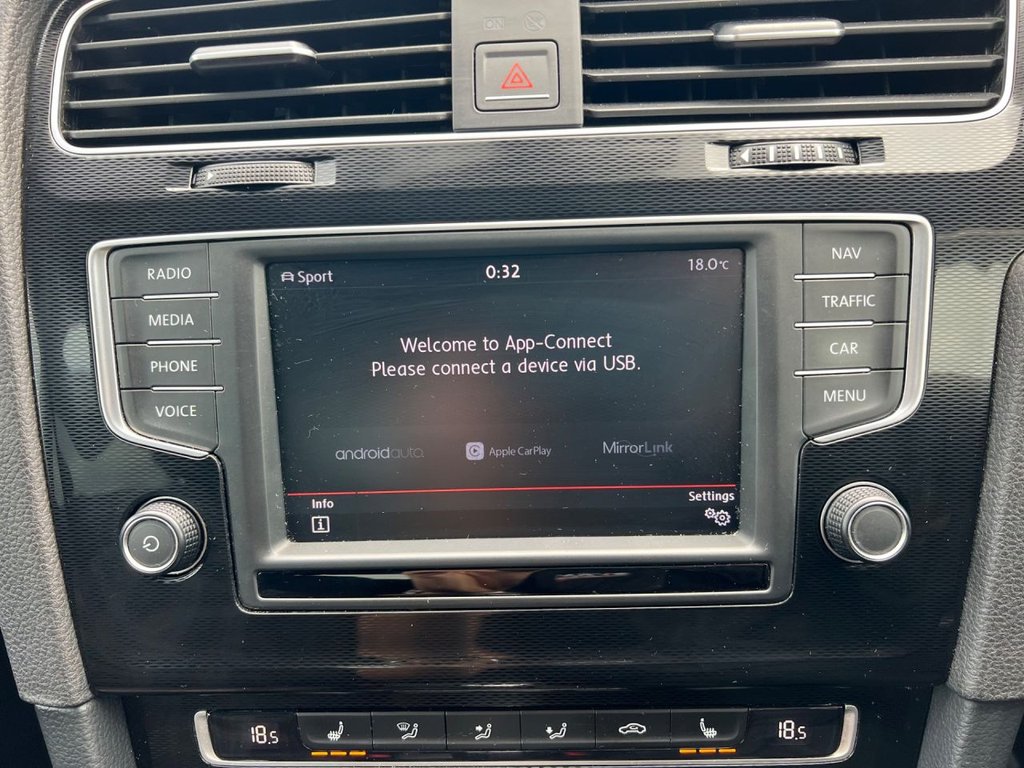 ON
RADIO
MEDIA
PHONE
VOICE
Sport 0:32 18.0°C
Welcome to App-Connect
Please connect a device via USB.
androidauto Apple CarPlay MirrorLink
Info Settings
i
NAV
TRAFFIC
CAR
MENU
18.5 18.5